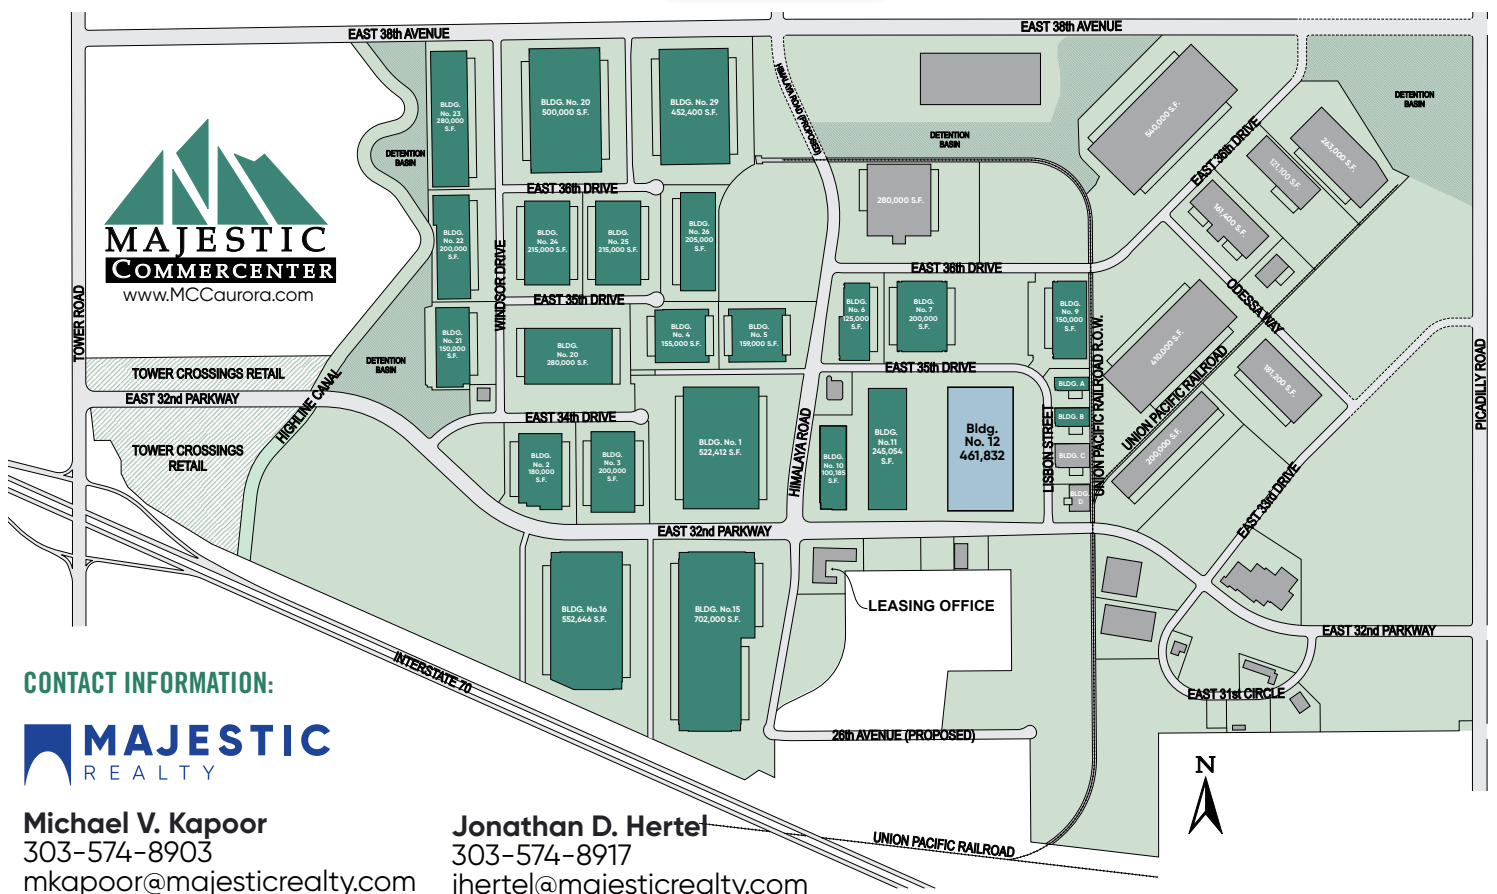 EAST 38th AVENUE
EAST 38th AVENUE
HIMALAYA ROAD (PROPOSED)
BLDG.
No. 23
280,000
S.F.
BLDG. No. 20
500,000 S.F.
BLDG. No. 29
452,400 S.F.
DETENTION
BASIN
DETENTION
BASIN
DETENTION
BASIN
540,000 S.F.
EAST 36th DRIVE
121,100 S.F.
263,000 S.F.
161,400 S.F.
280,000 S.F.
MAJESTIC
COMMERCENTER
www.MCCaurora.com
TOWER ROAD
EAST 36th DRIVE
BLDG.
No. 22
200,000
S.F.
WINDSOR DRIVE
BLDG.
No. 24
215,000 S.F.
BLDG.
No. 25
215,000 S.F.
BLDG.
No. 26
205,000
S.F.
EAST 36th DRIVE
EAST 35th DRIVE
ODESSA WAY
BLDG.
No. 21
150,000
S.F.
BLDG.
No. 20
280,000 S.F.
BLDG.
No. 4
155,000 S.F.
BLDG.
No. 5
159,000 S.F.
BLDG.
No. 6
125,000
S.F.
BLDG.
No. 7
200,000
S.F.
BLDG.
No. 9
150,000
S.F.
UNION PACIFIC RAILROAD R.O.W.
410,000 S.F.
UNION PACIFIC RAILROAD
181,200 S.F.
200,000 S.F.
PICADILLY ROAD
DETENTION
BASIN
TOWER CROSSINGS RETAIL
EAST 32nd PARKWAY
HIGHLINE CANAL
TOWER CROSSINGS
RETAIL
EAST 35th DRIVE
BLDG. A
BLDG. B
BLDG. C
BLDG.
D
LISBON STREET
EAST 34th DRIVE
BLDG.
No. 2
180,000
S.F.
BLDG.
No. 3
200,000
S.F.
BLDG. No. 1
522,412 S.F.
HIMALAYA ROAD
BLDG.
No. 10
100,185
S.F.
BLDG.
No.11
245,054
S.F.
Bldg.
No. 12
461,832
EAST 33rd DRIVE
EAST 32nd PARKWAY
BLDG. No.16
552,646 S.F.
BLDG. No.15
702,000 S.F.
LEASING OFFICE
EAST 32nd PARKWAY
EAST 31st CIRCLE
INTERSTATE 70
26th AVENUE (PROPOSED)
UNION PACIFIC RAILROAD
N
CONTACT INFORMATION:
MAJESTIC
REALTY
Michael V. Kapoor
303-574-8903
mkapoor@majesticrealty.com
Jonathan D. Hertel
303-574-8917
jhertel@majesticrealty.com